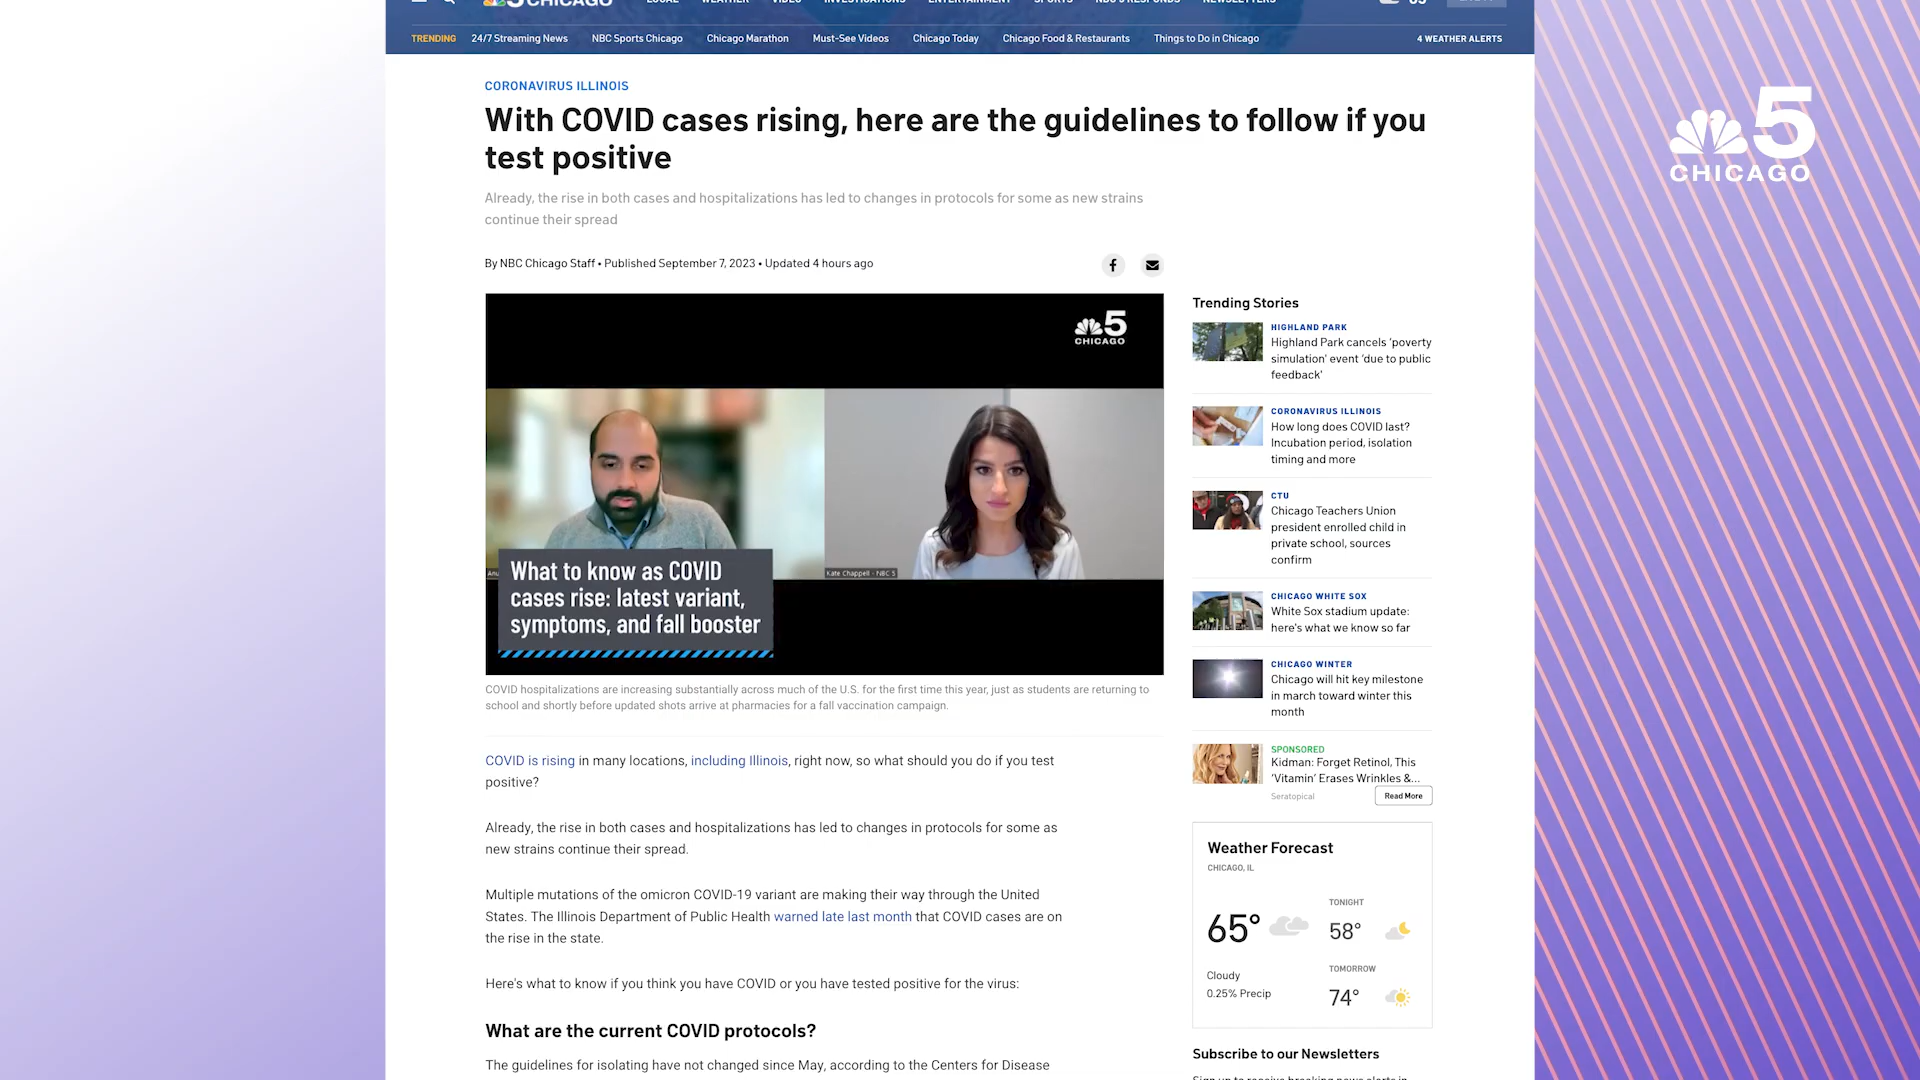 5 CHICAGO
LOCAL WEATHER VIDEO INVESTIGATIONS ENTERTAINMENT SPORTS NBC 5 RESPONDS NEWSLETTERS
TRENDING 24/7 Streaming News NBC Sports Chicago Chicago Marathon Must-See Videos Chicago Today Chicago Food & Restaurants Things to Do in Chicago 4 WEATHER ALERTS
5
CHICAGO
CORONAVIRUS ILLINOIS
With COVID cases rising, here are the guidelines to follow if you
test positive
Already, the rise in both cases and hospitalizations has led to changes in protocols for some as new strains
continue their spread
By NBC Chicago Staff • Published September 7, 2023 • Updated 4 hours ago
5
CHICAGO
Kate Chappell - NBC 5
What to know as COVID
cases rise: latest variant,
symptoms, and fall booster
COVID hospitalizations are increasing substantially across much of the U.S. for the first time this year, just as students are returning to
school and shortly before updated shots arrive at pharmacies for a fall vaccination campaign.
COVID is rising in many locations, including Illinois, right now, so what should you do if you test
positive?
Already, the rise in both cases and hospitalizations has led to changes in protocols for some as
new strains continue their spread.
Multiple mutations of the omicron COVID-19 variant are making their way through the United
States. The Illinois Department of Public Health warned late last month that COVID cases are on
the rise in the state.
Here's what to know if you think you have COVID or you have tested positive for the virus:
What are the current COVID protocols?
The guidelines for isolating have not changed since May, according to the Centers for Disease
Trending Stories
HIGHLAND PARK
Highland Park cancels 'poverty
simulation' event 'due to public
feedback'
CORONAVIRUS ILLINOIS
How long does COVID last?
Incubation period, isolation
timing and more
CTU
Chicago Teachers Union
president enrolled child in
private school, sources
confirm
CHICAGO WHITE SOX
White Sox stadium update:
here's what we know so far
CHICAGO WINTER
Chicago will hit key milestone
in march toward winter this
month
SPONSORED
Kidman: Forget Retinol, This
'Vitamin' Erases Wrinkles &...
Seratopical Read More
Weather Forecast
CHICAGO, IL
65°
Cloudy
0.25% Precip
TONIGHT
58°
TOMORROW
74°
Subscribe to our Newsletters